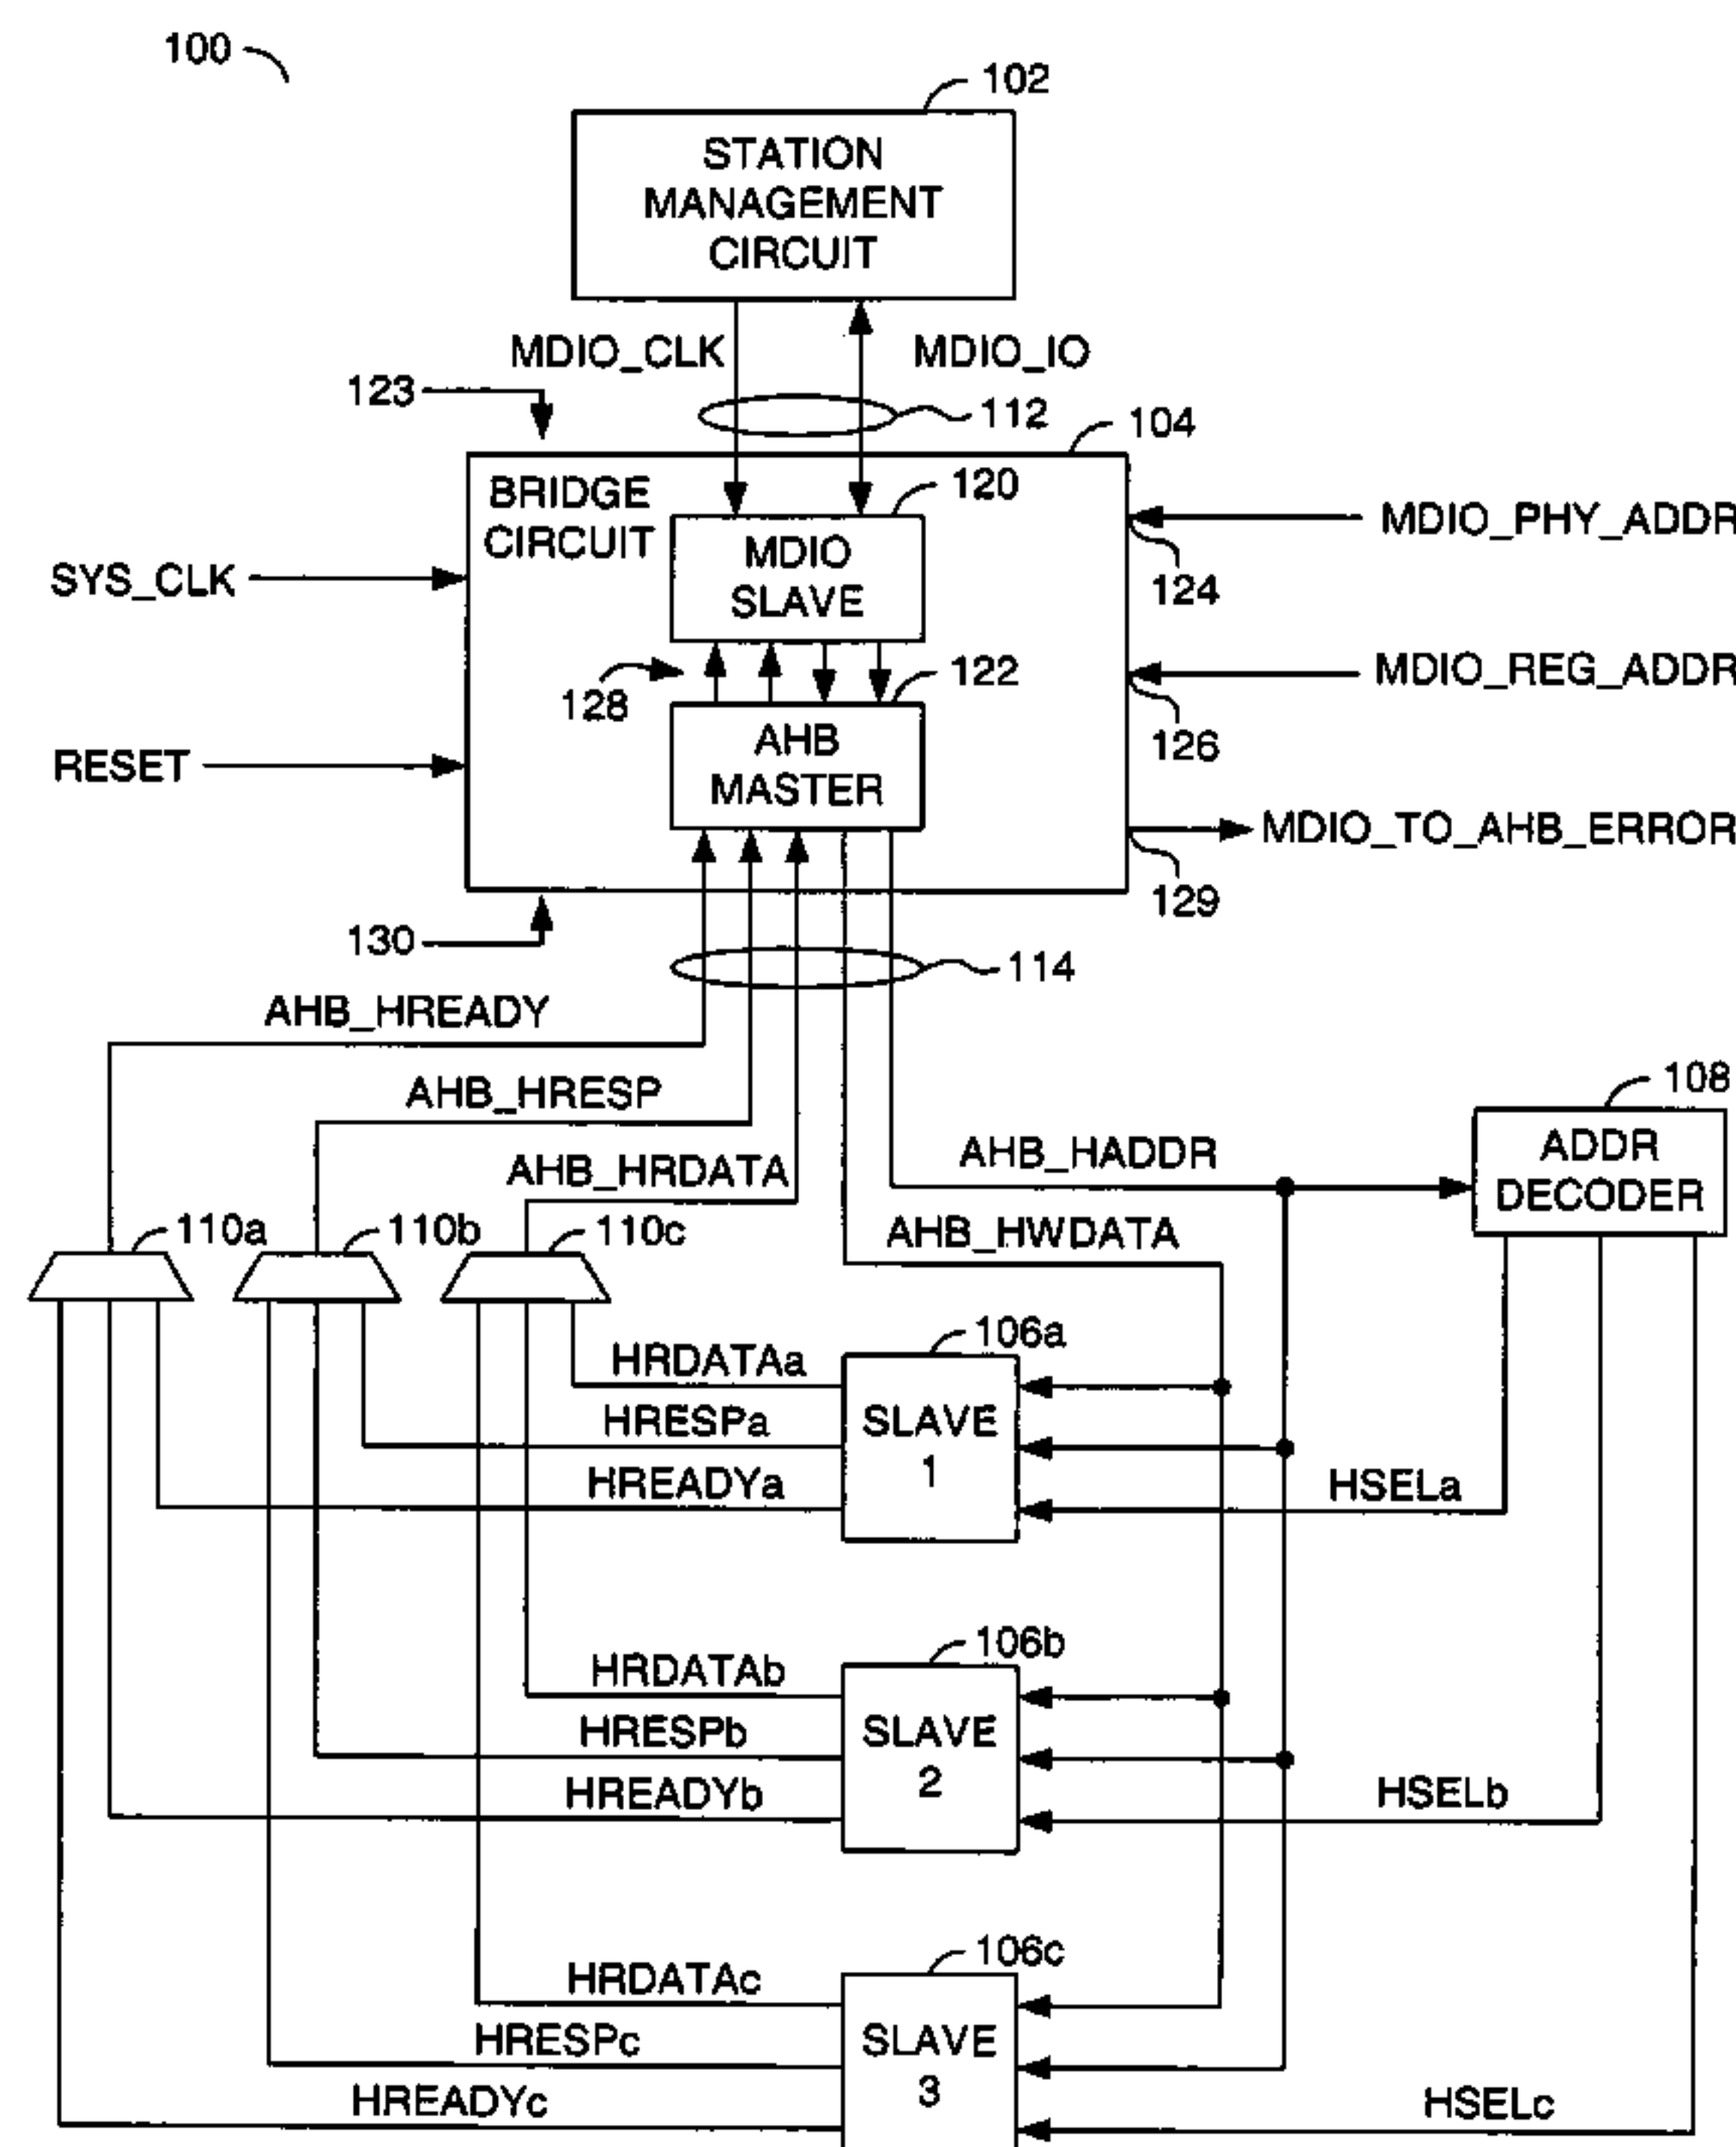 100
102
STATION
MANAGEMENT
CIRCUIT
MDIO_CLK
MDIO_IO
123
112
104
BRIDGE
CIRCUIT
120
MDIO
SLAVE
MDIO_PHY_ADDR
124
SYS_CLK
128
122
MDIO_REG_ADDR
126
AHB
MASTER
RESET
MDIO_TO_AHB_ERROR
129
130
114
AHB_HREADY
AHB_HRESP
AHB_HRDATA
AHB_HADDR
108
ADDR
DECODER
110a
110b
110c
AHB_HWDATA
106a
HRDATAa
HRESPa
HREADYa
SLAVE
1
HSELa
106b
HRDATAb
HRESPb
HREADYb
SLAVE
2
HSELb
106c
HRDATAc
HRESPc
HREADYc
SLAVE
3
HSELc